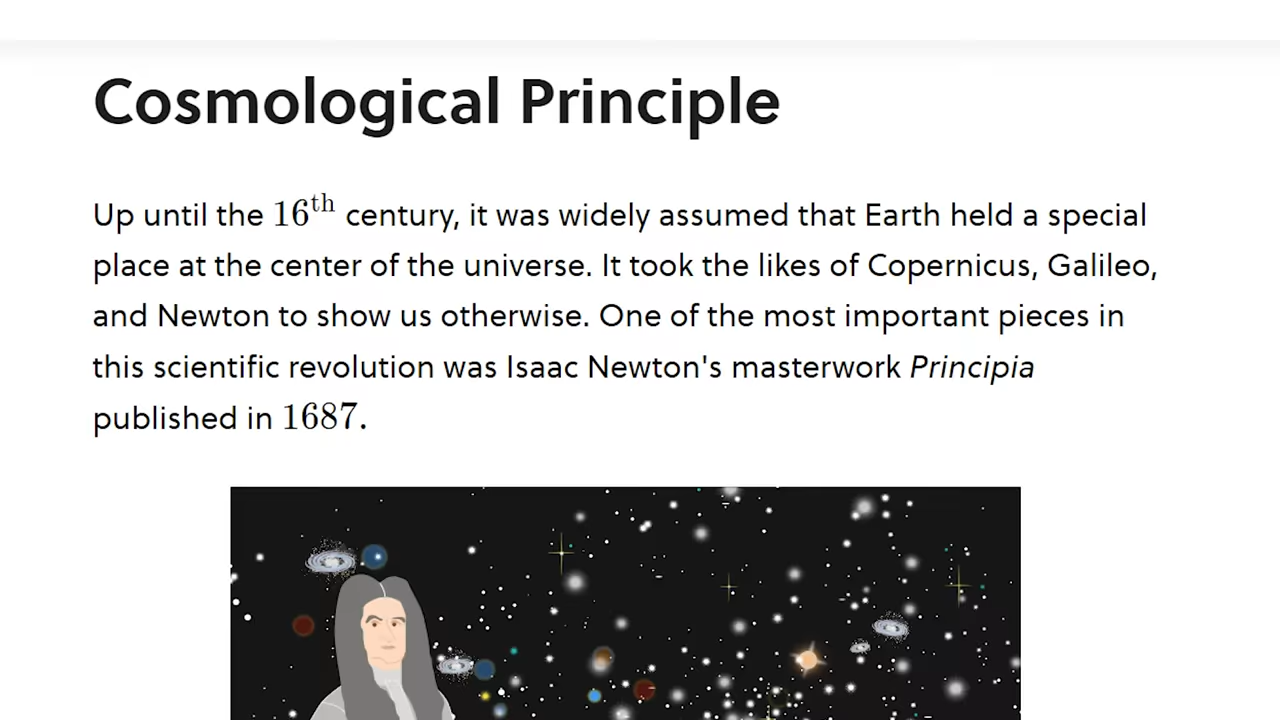 Cosmological Principle
Up until the 16th century, it was widely assumed that Earth held a special
place at the center of the universe. It took the likes of Copernicus, Galileo,
and Newton to show us otherwise. One of the most important pieces in
this scientific revolution was Isaac Newton's masterwork Principia
published in 1687.